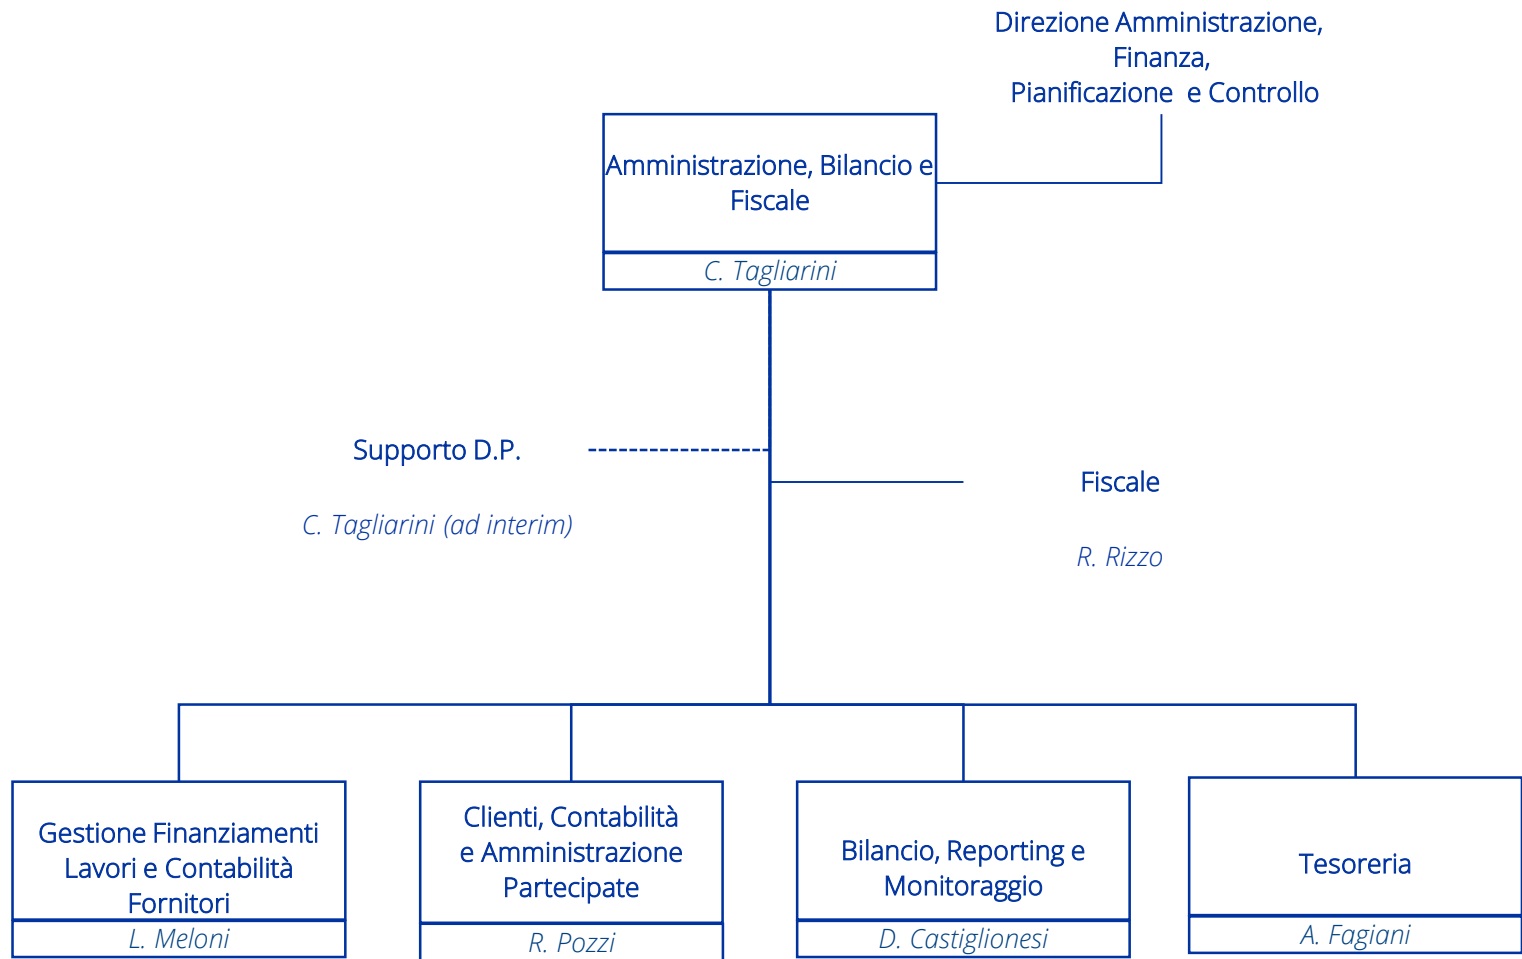 Direzione Amministrazione,
Finanza,
Pianificazione e Controllo
Amministrazione, Bilancio e
Fiscale
C. Tagliarini
Supporto D.P.
C. Tagliarini (ad interim)
Fiscale
R. Rizzo
Gestione Finanziamenti
Lavori e Contabilità
Fornitori
L. Meloni
Clienti, Contabilità
e Amministrazione
Partecipate
R. Pozzi
Bilancio, Reporting e
Monitoraggio
D. Castiglionesi
Tesoreria
A. Fagiani